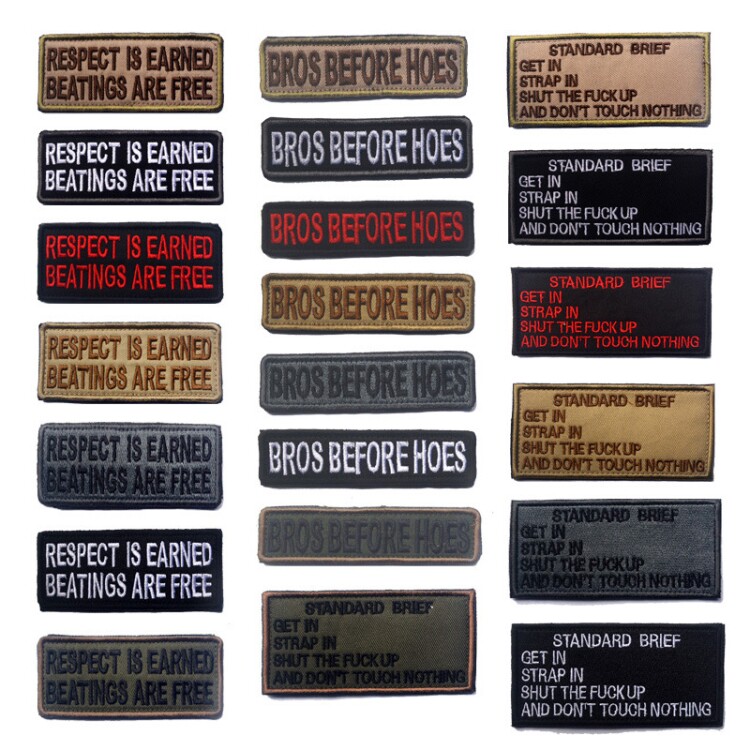 RESPECT IS EARNED
BEATINGS ARE FREE
RESPECT IS EARNED
BEATINGS ARE FREE
RESPECT IS EARNED
BEATINGS ARE FREE
RESPECT IS EARNED
BEATINGS ARE FREE
RESPECT IS EARNED
BEATINGS ARE FREE
RESPECT IS EARNED
BEATINGS ARE FREE
RESPECT IS EARNED
BEATINGS ARE FREE
BROS BEFORE HOES
BROS BEFORE HOES
BROS BEFORE HOES
BROS BEFORE HOES
BROS BEFORE HOES
BROS BEFORE HOES
BROS BEFORE HOES
STANDARD BRIEF
GET IN
STRAP IN
SHUT THE FUCK UP
AND DON'T TOUCH NOTHING
STANDARD BRIEF
GET IN
STRAP IN
SHUT THE FUCK UP
AND DON'T TOUCH NOTHING
STANDARD BRIEF
GET IN
STRAP IN
SHUT THE FUCK UP
AND DON'T TOUCH NOTHING
STANDARD BRIEF
GET IN
STRAP IN
SHUT THE FUCK UP
AND DON'T TOUCH NOTHING
STANDARD BRIEF
GET IN
STRAP IN
SHUT THE FUCK UP
AND DON'T TOUCH NOTHING
STANDARD BRIEF
GET IN
STRAP IN
SHUT THE FUCK UP
AND DON'T TOUCH NOTHING
STANDARD BRIEF
GET IN
STRAP IN
SHUT THE FUCK UP
AND DON'T TOUCH NOTHING